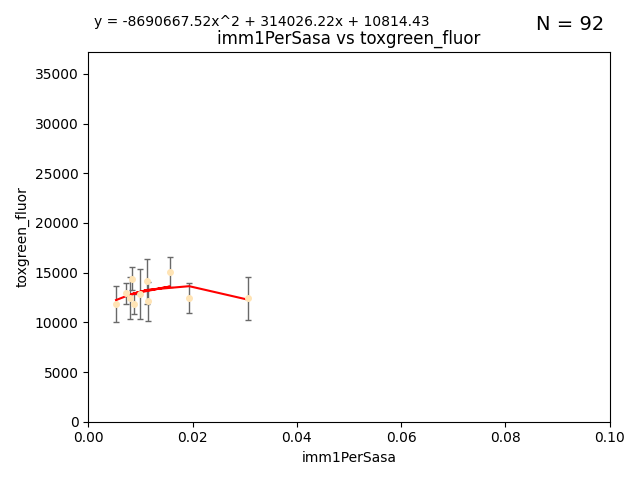 y = -8690667.52x^2 + 314026.22x + 10814.43
N = 92
imm1PerSasa vs toxgreen_fluor
35000
30000
25000
20000
15000
10000
5000
0
toxgreen_fluor
0.00 0.02 0.04 0.06 0.08 0.10
imm1PerSasa